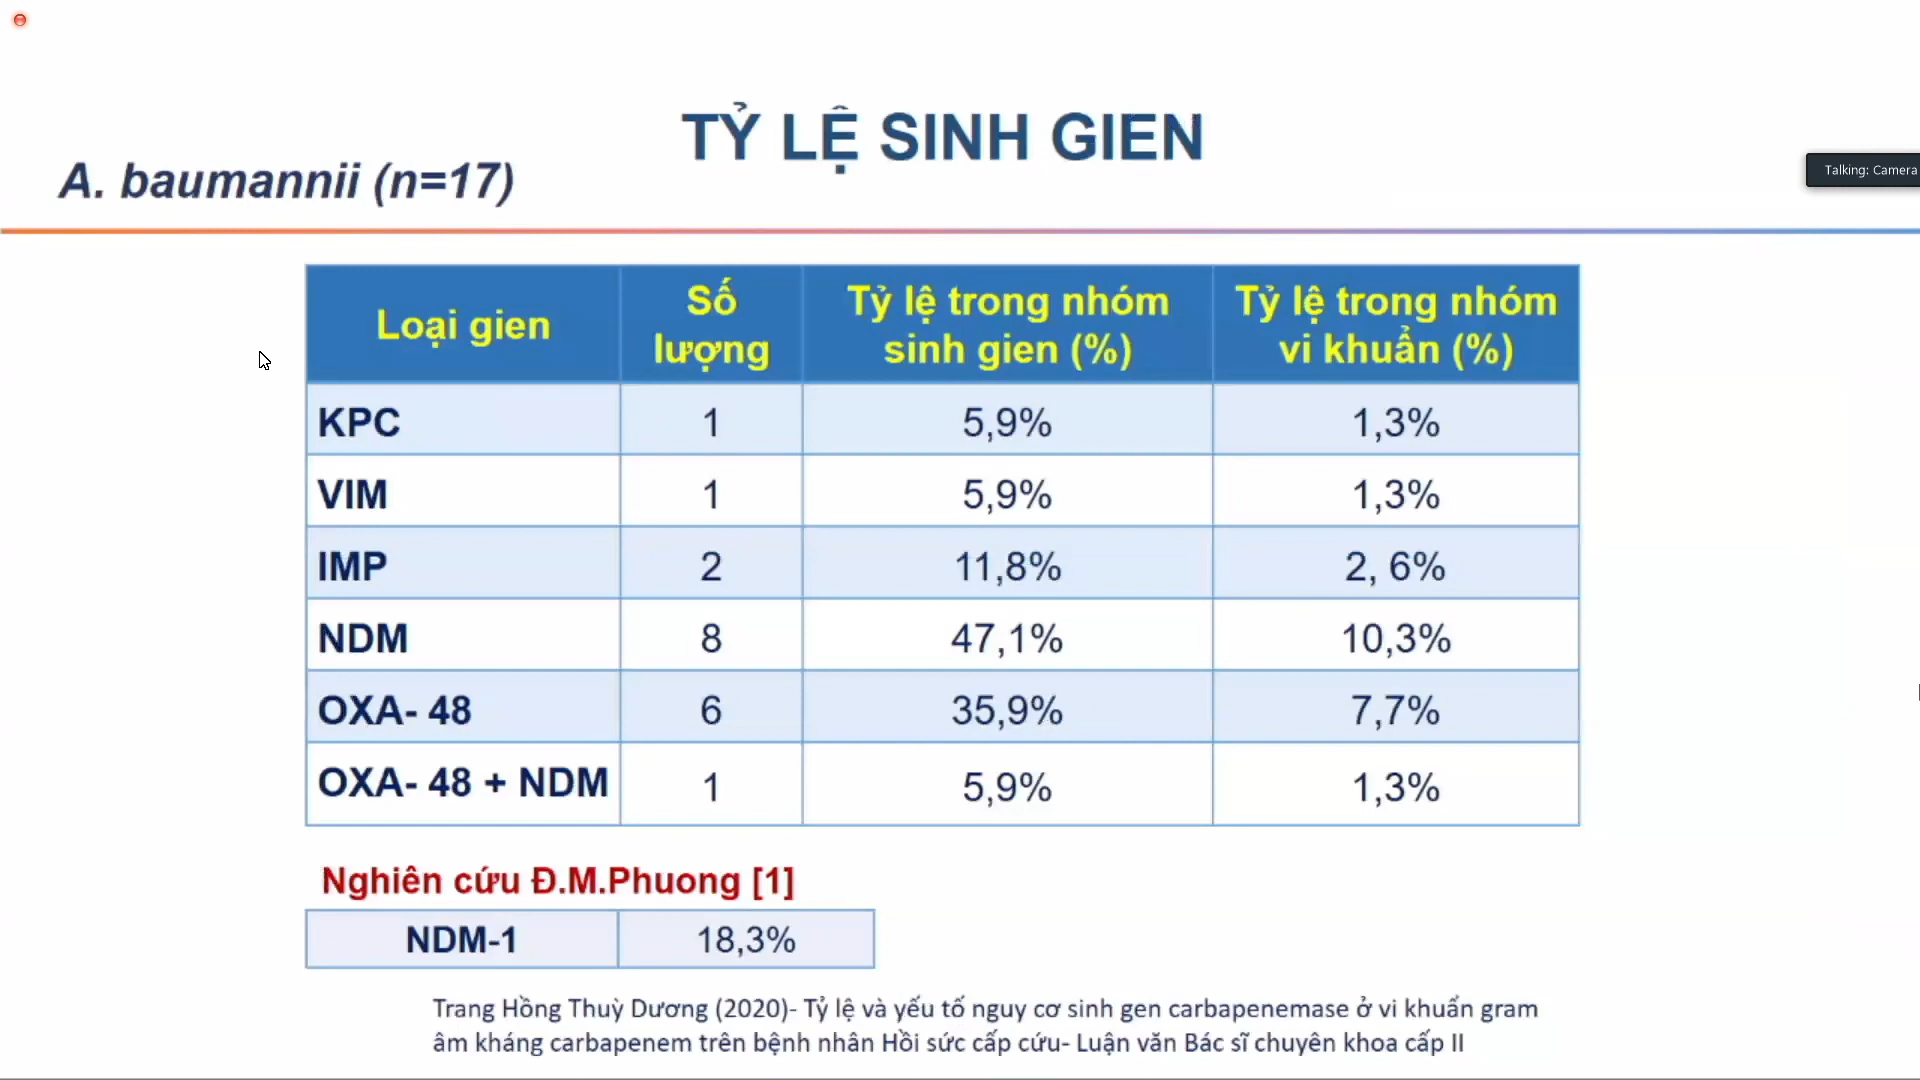 TỶ LỆ SINH GIEN
A. baumannii (n=17)
Talking: Camera
Loại gien | Số lượng | Tỷ lệ trong nhóm sinh gien (%) | Tỷ lệ trong nhóm vi khuẩn (%)
KPC | 1 | 5,9% | 1,3%
VIM | 1 | 5,9% | 1,3%
IMP | 2 | 11,8% | 2, 6%
NDM | 8 | 47,1% | 10,3%
OXA- 48 | 6 | 35,9% | 7,7%
OXA- 48 + NDM | 1 | 5,9% | 1,3%
Nghiên cứu Đ.M.Phuong [1]
NDM-1 | 18,3%
Trang Hồng Thuỳ Dương (2020)- Tỷ lệ và yếu tố nguy cơ sinh gen carbapenemase ở vi khuẩn gram
âm kháng carbapenem trên bệnh nhân Hồi sức cấp cứu- Luận văn Bác sĩ chuyên khoa cấp II